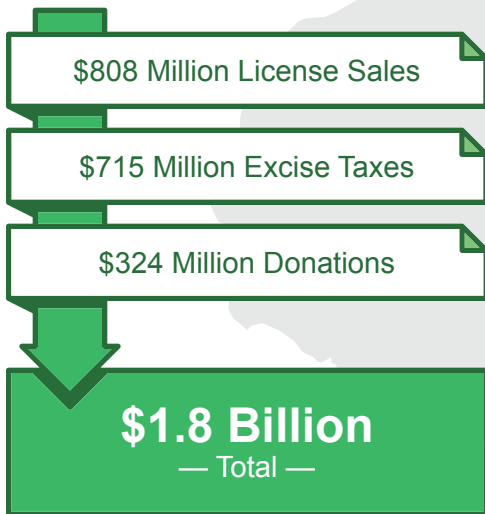 $808 Million License Sales
$715 Million Excise Taxes
$324 Million Donations
$1.8 Billion
— Total —